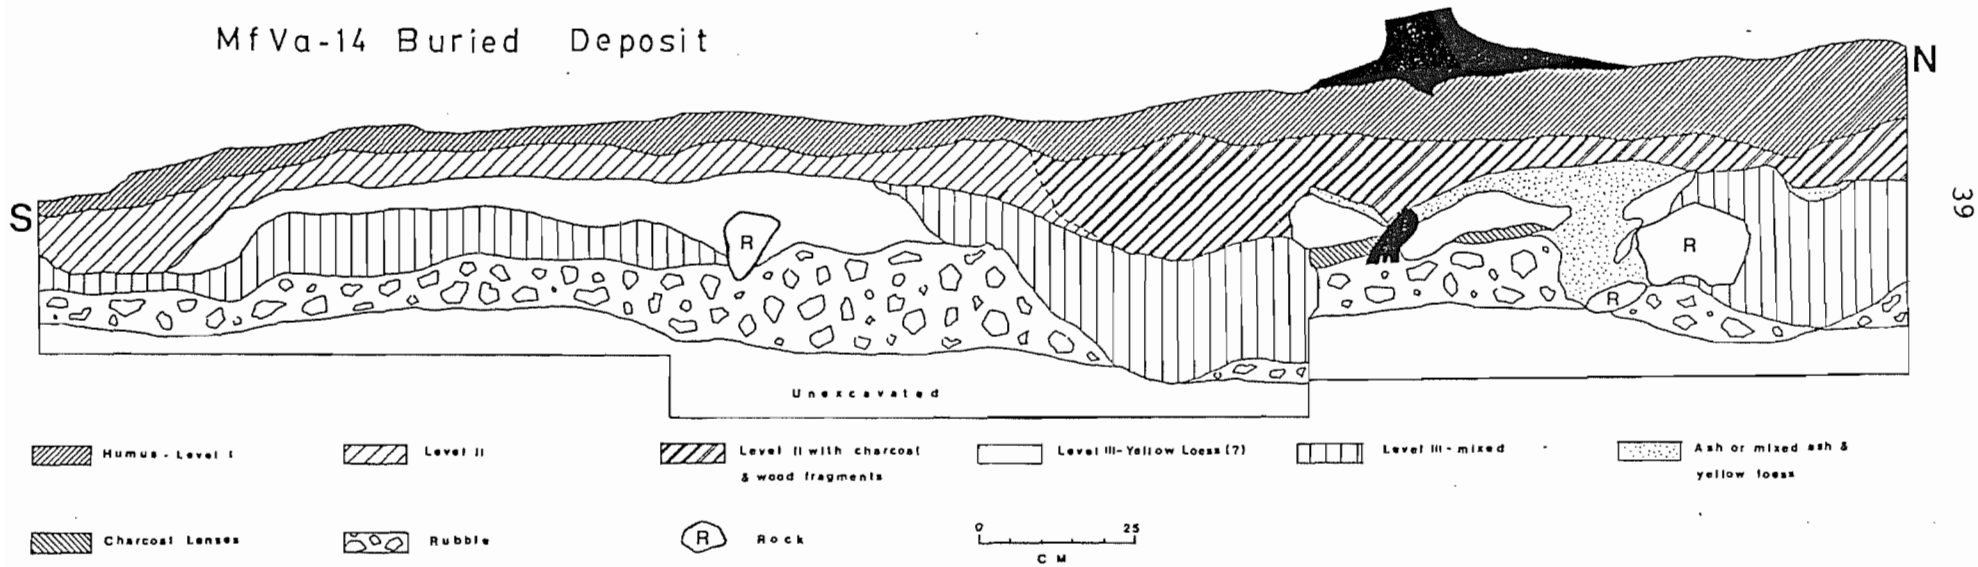 MfVa-14 Buried Deposit
N
S
R
R
R
39
Unexcavated
Humus - Level I
Level II
Level II with charcoal
& wood fragments
Level III-Yellow Loess (?)
Level III-mixed
Ash or mixed ash &
yellow loess
Charcoal Lenses
Rubble
R
Rock
0 25
CM